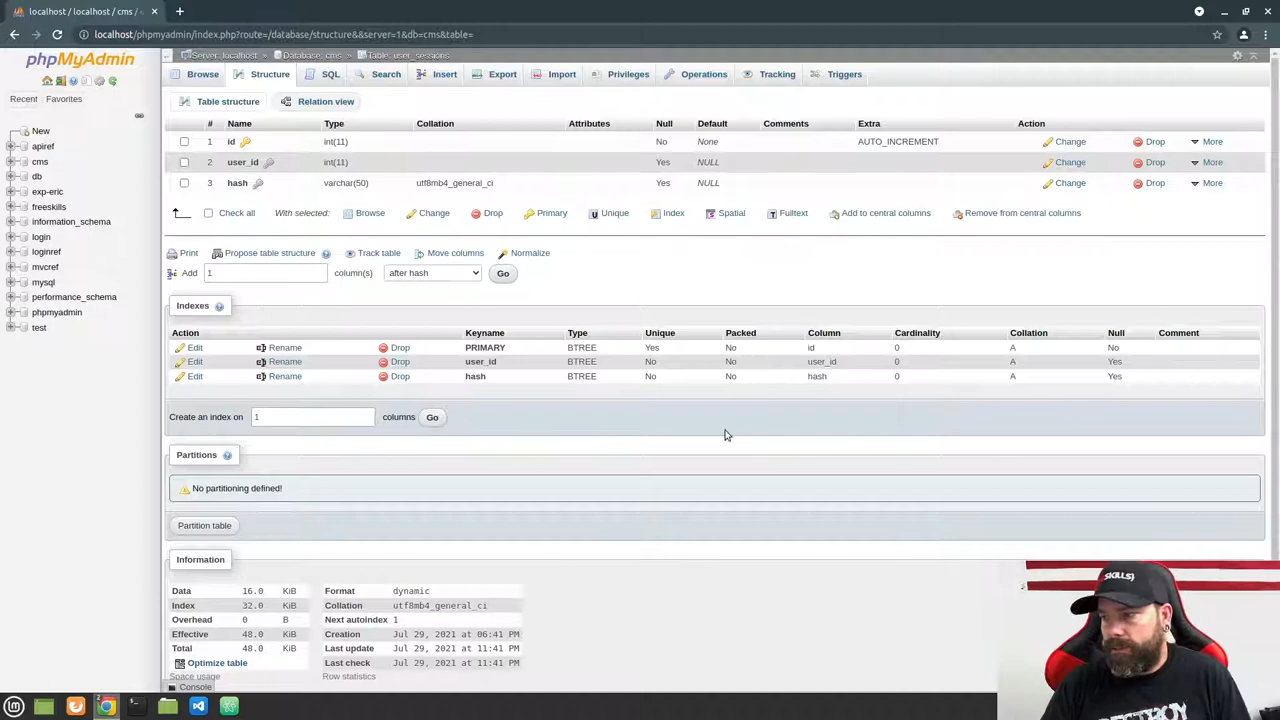 localhost / localhost / cms /
localhost/phpmyadmin/index.php?route=/database/structure&&server=1&db=cms&table=
phpMyAdmin
Recent Favorites
New
apiref
cms
db
exp-eric
freeskills
information_schema
login
loginref
mvcref
mysql
performance_schema
phpmyadmin
test
Server: localhost Database: cms Table: user_sessions
Browse Structure SQL Search Insert Export Import Privileges Operations Tracking Triggers
Table structure Relation view
# Name Type Collation Attributes Null Default Comments Extra Action
1 id int(11) No None AUTO_INCREMENT Change Drop More
2 user_id int(11) Yes NULL Change Drop More
3 hash varchar(50) utf8mb4_general_ci Yes NULL Change Drop More
Check all With selected: Browse Change Drop Primary Unique Index Spatial Fulltext Add to central columns Remove from central columns
Print Propose table structure Track table Move columns Normalize
Add 1 column(s) after hash Go
Indexes
Action Keyname Type Unique Packed Column Cardinality Collation Null Comment
Edit Rename Drop PRIMARY BTREE Yes No id 0 A No
Edit Rename Drop user_id BTREE No No user_id 0 A Yes
Edit Rename Drop hash BTREE No No hash 0 A Yes
Create an index on 1 columns Go
Partitions
No partitioning defined!
Partition table
Information
Data 16.0 KiB Format dynamic
Index 32.0 KiB Collation utf8mb4_general_ci
Overhead 0 B Next autoindex 1
Effective 48.0 KiB Creation Jul 29, 2021 at 06:41 PM
Total 48.0 KiB Last update Jul 29, 2021 at 11:41 PM
Optimize table Last check Jul 29, 2021 at 11:41 PM
Space usage Row statistics
Console
SKILLS}